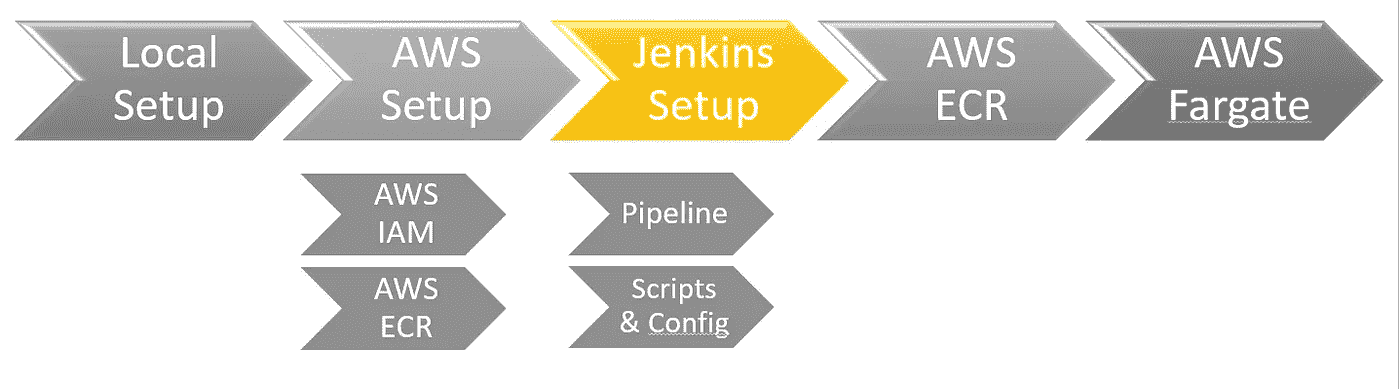 Local
Setup
AWS
Setup
Jenkins
Setup
AWS
ECR
AWS
Fargate
AWS
IAM
AWS
ECR
Pipeline
Scripts
& Config